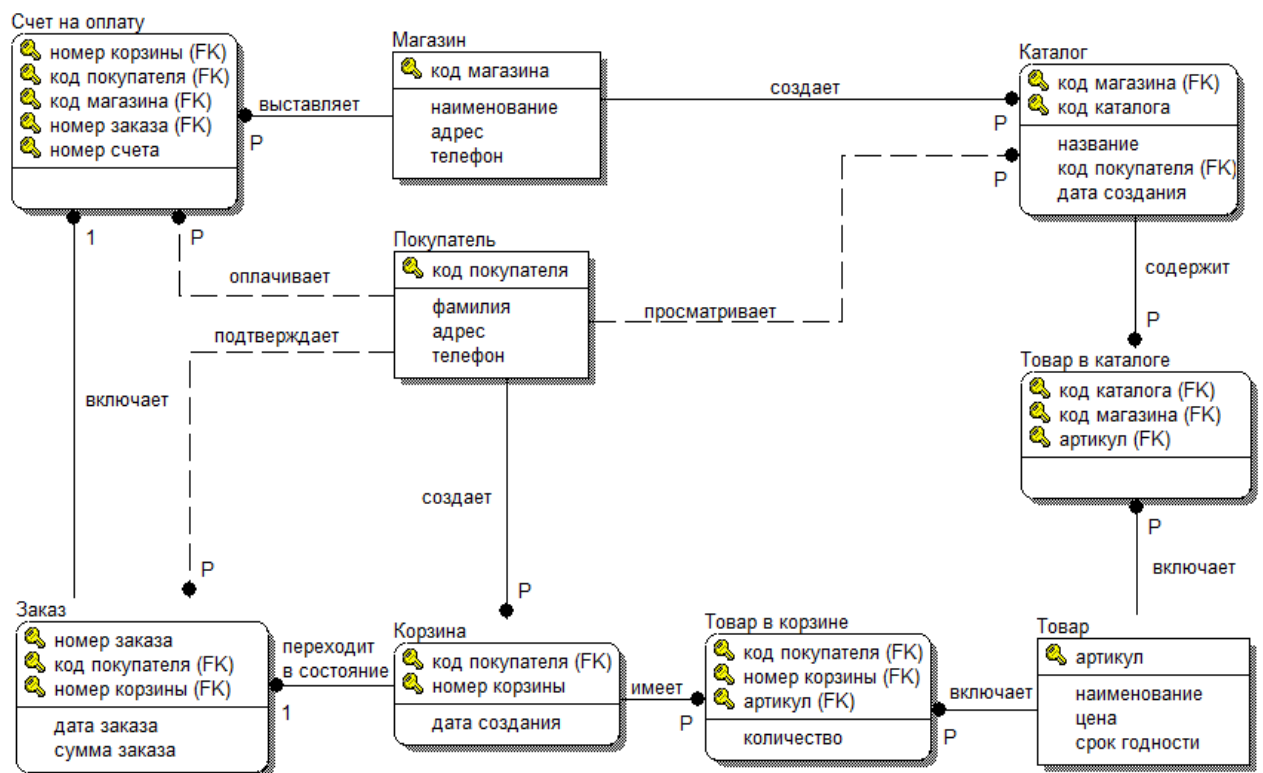 Счет на оплату
номер корзины (FK)
код покупателя (FK)
код магазина (FK)
номер заказа (FK)
номер счета
выставляет
P
Магазин
код магазина
наименование
адрес
телефон
создает
P
Каталог
код магазина (FK)
код каталога
название
код покупателя (FK)
дата создания
P
1
P
оплачивает
подтверждает
Покупатель
код покупателя
фамилия
адрес
телефон
просматривает
содержит
P
Товар в каталоге
код каталога (FK)
код магазина (FK)
артикул (FK)
P
включает
включает
создает
P
P
Заказ
номер заказа
код покупателя (FK)
номер корзины (FK)
дата заказа
сумма заказа
переходит
в состояние
1
Корзина
код покупателя (FK)
номер корзины
дата создания
имеет
P
Товар в корзине
код покупателя (FK)
номер корзины (FK)
артикул (FK)
количество
включает
P
Товар
артикул
наименование
цена
срок годности